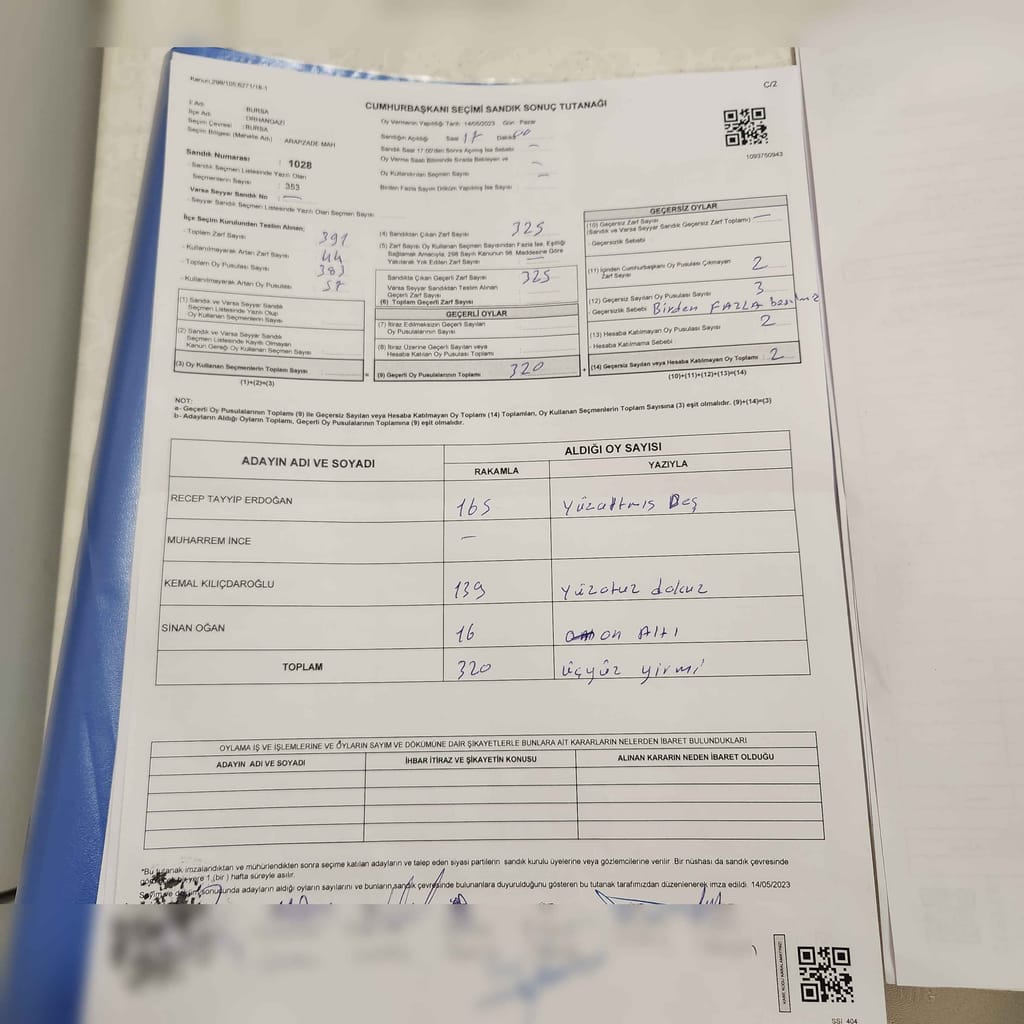 Kanun:298/105,6271/16-1
C/2
CUMHURBAŞKANI SEÇİMİ SANDIK SONUÇ TUTANAĞI
İl Adı: BURSA
İlçe Adı: ORHANGAZİ
Seçim Çevresi: BURSA
Seçim Bölgesi (Mahalle Adı) ARAPZADE MAH
Oy Vermenin Yapıldığı Tarih: 14/05/2023 Gün: Pazar
Sandığın Açıldığı Saat 17 Dakika
Sandık Saat 17:00'den Sonra Açılmış İse Sebebi -
Oy Verme Saati Bitiminde Sırada Bekleyen ve
Oy Kullandırılan Seçmen Sayısı -
Birden Fazla Sayım Döküm Yapılmış İse Sayısı -
1093750943
Sandık Numarası : 1028
- Sandık Seçmen Listesinde Yazılı Olan
Seçmenlerin Sayısı : 353
Varsa Seyyar Sandık No : -
- Seyyar Sandık Seçmen Listesinde Yazılı Olan Seçmen Sayısı
İlçe Seçim Kurulundan Teslim Alınan;
- Toplam Zarf Sayısı 391
- Kullanılmayarak Artan Zarf Sayısı 44
- Toplam Oy Pusulası Sayısı 383
- Kullanılmayarak Artan Oy Pusulası
(1) Sandık ve Varsa Seyyar Sandık
Seçmen Listesinde Yazılı Olup
Oy Kullanan Seçmenlerin Sayısı
(2) Sandık ve Varsa Seyyar Sandık
Seçmen Listesinde Kayıtlı Olmayan
Kanun Gereği Oy Kullanan Seçmen Sayısı
(3) Oy Kullanan Seçmenlerin Toplam Sayısı
(1)+(2)=(3)
(4) Sandıktan Çıkan Zarf Sayısı 325
(5) Zarf Sayısı Oy Kullanan Seçmen Sayısından Fazla İse, Eşitliği
Sağlamak Amacıyla; 298 Sayılı Kanunun 98. Maddesine Göre
Yakılarak Yok Edilen Zarf Sayısı -
Sandıkta Çıkan Geçerli Zarf Sayısı 325
Varsa Seyyar Sandıktan Teslim Alınan
Geçerli Zarf Sayısı
(6) Toplam Geçerli Zarf Sayısı
GEÇERLİ OYLAR
(7) İtiraz Edilmeksizin Geçerli Sayılan
Oy Pusulalarının Sayısı
(8) İtiraz Üzerine Geçerli Sayılan veya
Hesaba Katılan Oy Pusulası Toplamı
= (9) Geçerli Oy Pusulalarının Toplamı 320 +
GEÇERSİZ OYLAR
(10) Geçersiz Zarf Sayısı -
(Sandık ve Varsa Seyyar Sandık Geçersiz Zarf Toplamı)
- Geçersizlik Sebebi
(11) İçinden Cumhurbaşkanı Oy Pusulası Çıkmayan
Zarf Sayısı 2
(12) Geçersiz Sayılan Oy Pusulası Sayısı 3
- Geçersizlik Sebebi Birden FAZLA
(13) Hesaba Katılmayan Oy Pusulası Sayısı 2
- Hesaba Katılmama Sebebi
(14) Geçersiz Sayılan veya Hesaba Katılmayan Oy Toplamı 2
(10)+(11)+(12)+(13)=(14)
NOT:
a- Geçerli Oy Pusulalarının Toplamı (9) ile Geçersiz Sayılan veya Hesaba Katılmayan Oy Toplamı (14) Toplamları, Oy Kullanan Seçmenlerin Toplam Sayısına (3) eşit olmalıdır. (9)+(14)=(3)
b- Adayların Aldığı Oyların Toplamı, Geçerli Oy Pusulalarının Toplamına (9) eşit olmalıdır.
ADAYIN ADI VE SOYADI ALDIĞI OY SAYISI
RAKAMLA YAZIYLA
RECEP TAYYİP ERDOĞAN 165 yüzaltmış Beş
MUHARREM İNCE -
KEMAL KILIÇDAROĞLU 139 yüzotuz dokuz
SİNAN OĞAN 16 on Altı
TOPLAM 320 üçyüz yirmi
OYLAMA İŞ VE İŞLEMLERİNE VE OYLARIN SAYIM VE DÖKÜMÜNE DAİR ŞİKAYETLERLE BUNLARA AİT KARARLARIN NELERDEN İBARET BULUNDUKLARI
ADAYIN ADI VE SOYADI İHBAR İTİRAZ VE ŞİKAYETİN KONUSU ALINAN KARARIN NEDEN İBARET OLDUĞU
*Bu tutanak imzalandıktan ve mühürlendikten sonra seçime katılan adayların ve talep eden siyasi partilerin sandık kurulu üyelerine veya gözlemcilerine verilir. Bir nüshası da sandık çevresinde
bir yere 1 (bir) hafta süreyle asılır.
Sayım ve döküm sonunda adayların aldığı oyların sayılarını ve bunların sandık çevresinde bulunanlara duyurulduğunu gösteren bu tutanak tarafımızdan düzenlenerek imza edildi. 14/05/2023
SSI 404